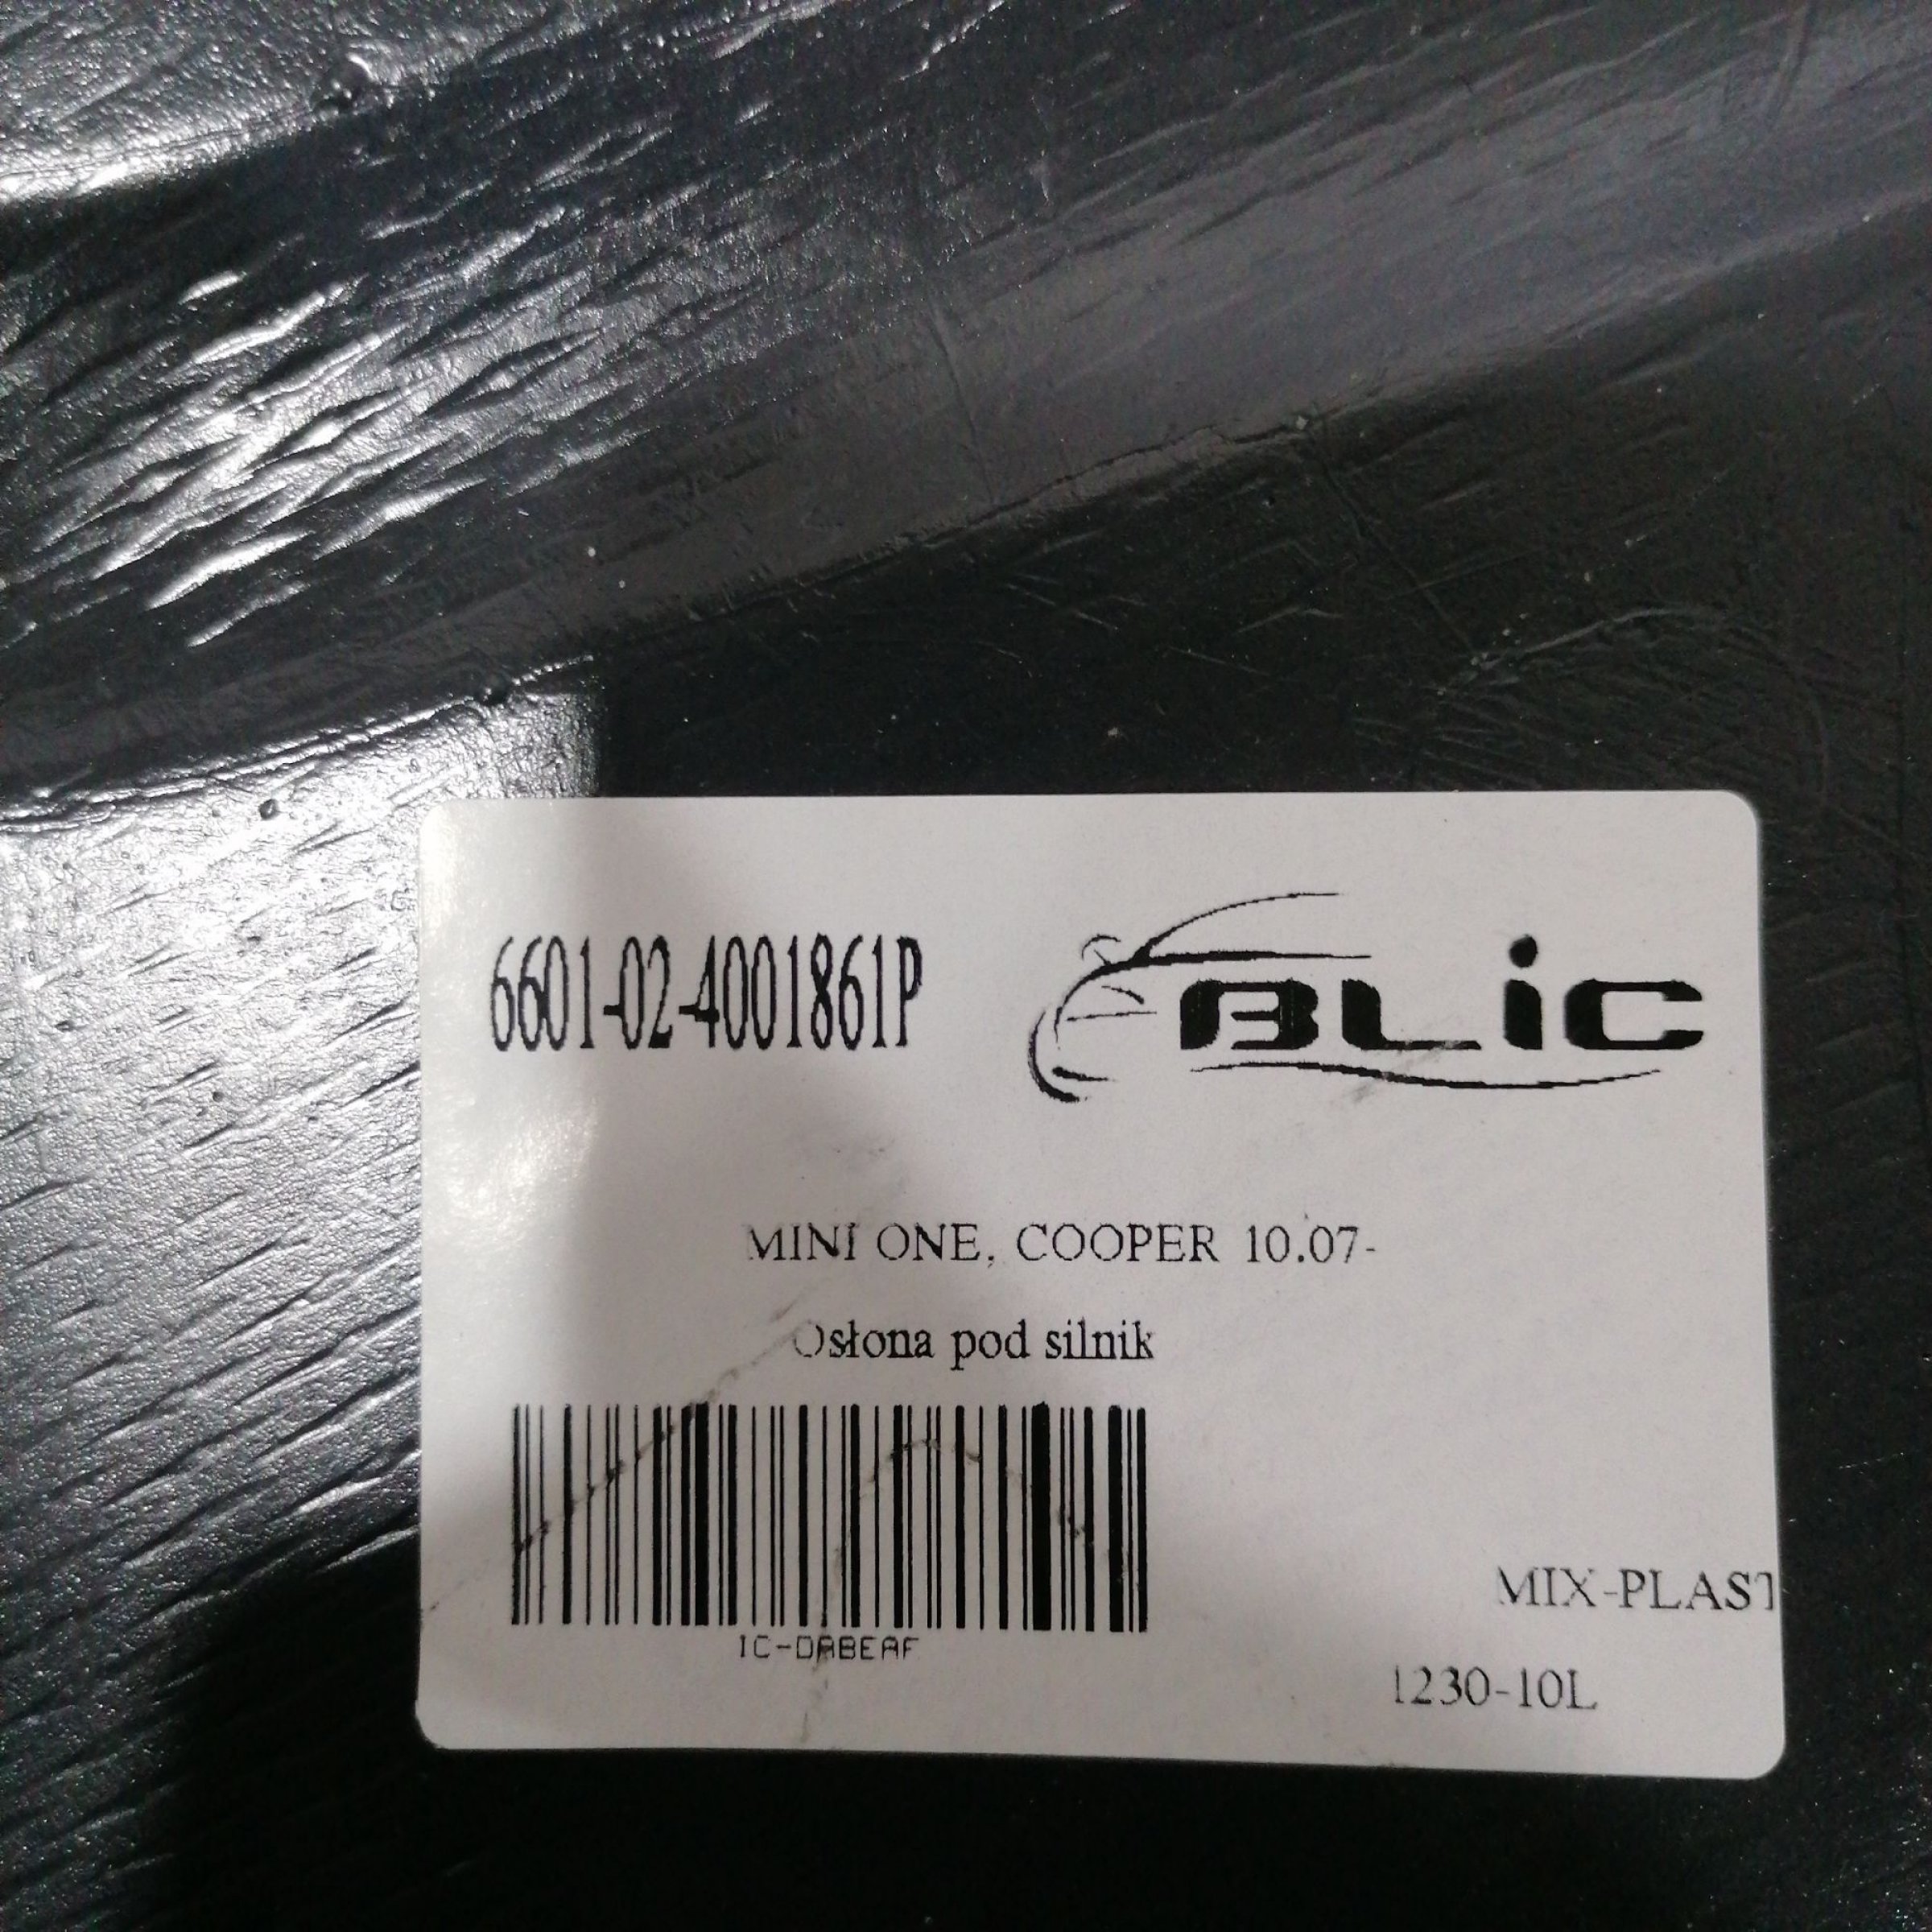 6601-02-4001861P
BLiC
MINI ONE, COOPER 10.07-
Osłona pod silnik
IC-DABEAF
MIX-PLAST
1230-10L